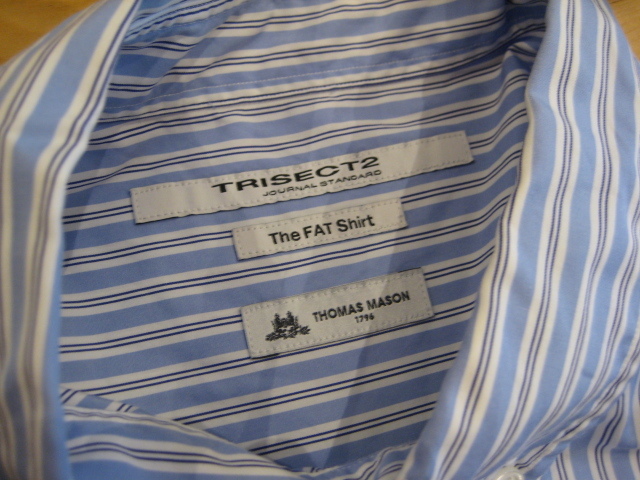 TRISECT2
JOURNAL STANDARD
The FAT Shirt
THOMAS MASON
1796